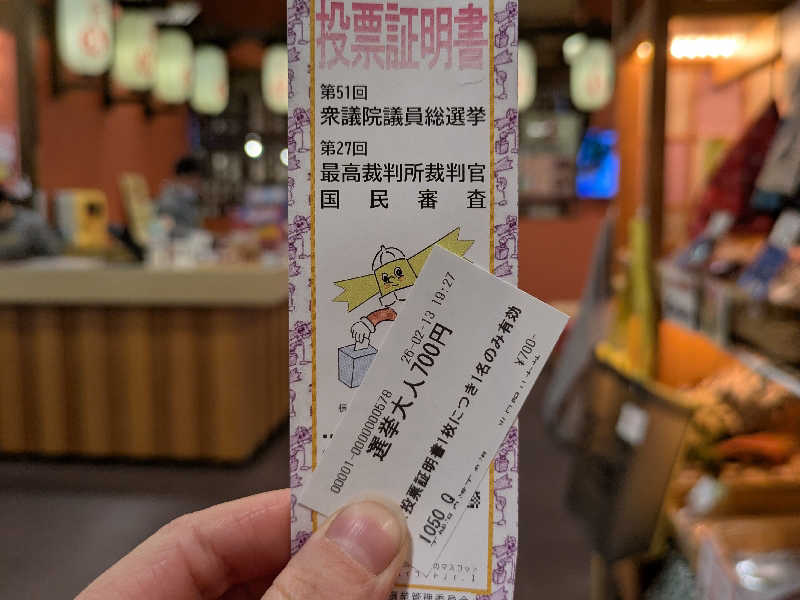 投票証明書
第51回
衆議院議員総選挙
第27回
最高裁判所裁判官
国民審査
26-02-13 19:27
00001-0000000678
選挙大人700円
投票証明書1枚につき1名のみ有効
¥700-
1050